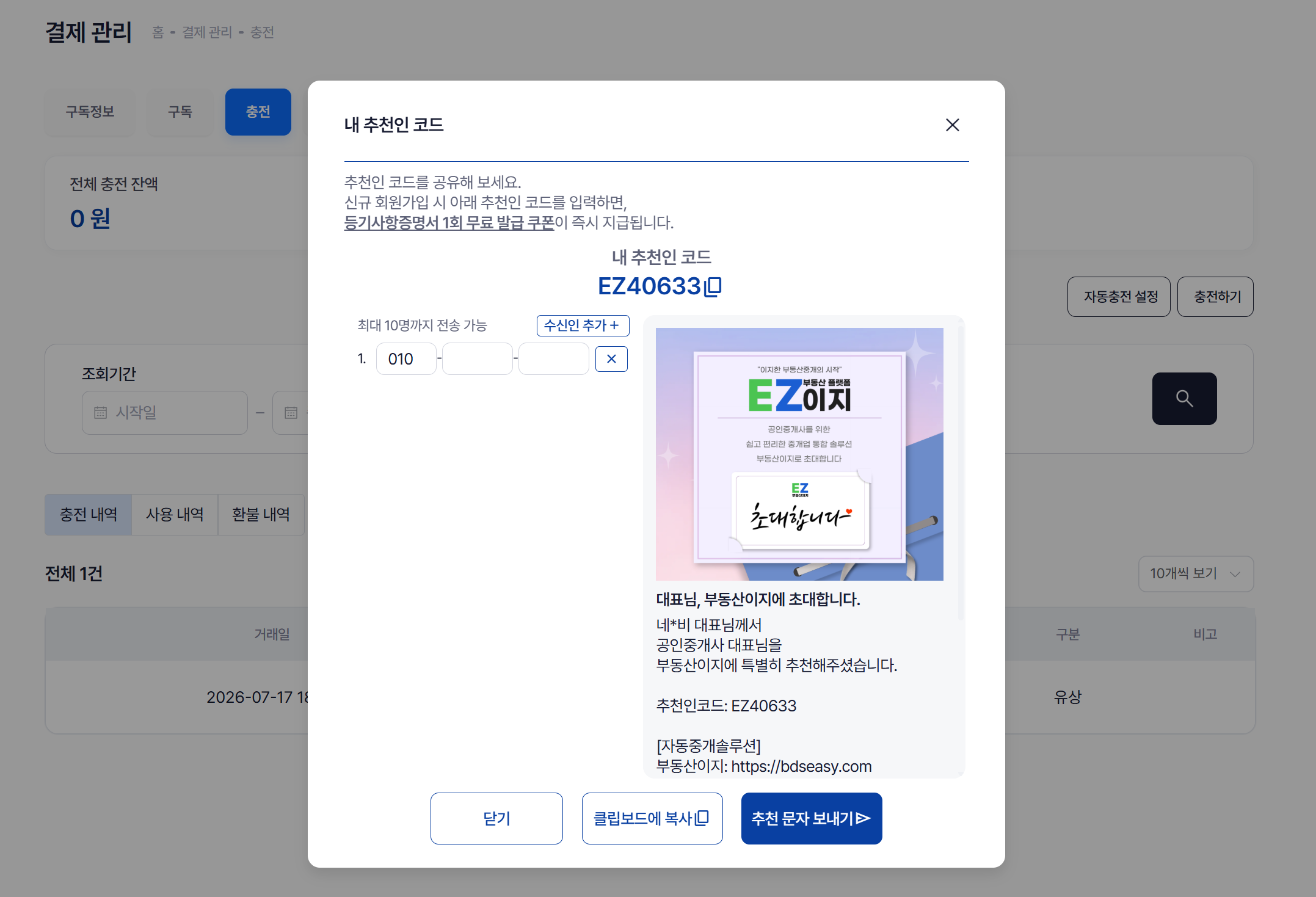 결제 관리
홈 - 결제 관리 - 충전
구독정보
구독
충전
전체 충전 잔액
0 원
자동충전 설정
충전하기
조회기간
시작일
–
충전 내역
사용 내역
환불 내역
전체 1건
10개씩 보기
거래일
구분
비고
2026-07-17 18
유상
내 추천인 코드
추천인 코드를 공유해 보세요.
신규 회원가입 시 아래 추천인 코드를 입력하면,
등기사항증명서 1회 무료 발급 쿠폰이 즉시 지급됩니다.
내 추천인 코드
EZ40633
최대 10명까지 전송 가능
수신인 추가 +
1. 010 - -
"이지한 부동산중개의 시작"
EZ부동산 플랫폼이지
공인중개사를 위한
쉽고 편리한 중개업 통합 솔루션
부동산이지로 초대합니다
EZ
초대합니다
대표님, 부동산이지에 초대합니다.
네*비 대표님께서
공인중개사 대표님을
부동산이지에 특별히 추천해주셨습니다.
추천인코드: EZ40633
[자동중개솔루션]
부동산이지: https://bdseasy.com
닫기
클립보드에 복사
추천 문자 보내기